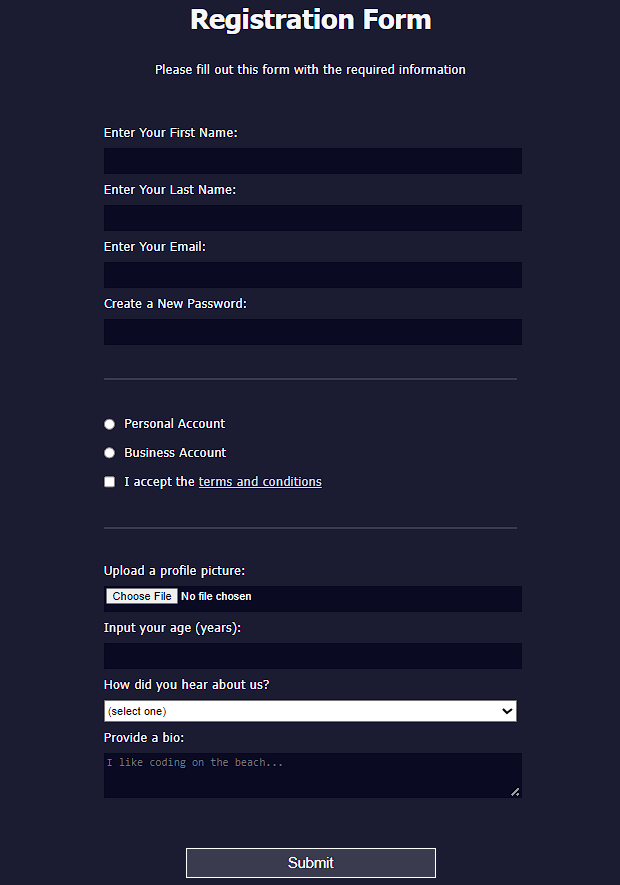 Registration Form
Please fill out this form with the required information
Enter Your First Name:
Enter Your Last Name:
Enter Your Email:
Create a New Password:
Personal Account
Business Account
I accept the terms and conditions
Upload a profile picture:
Choose File No file chosen
Input your age (years):
How did you hear about us?
(select one)
Provide a bio:
I like coding on the beach...
Submit